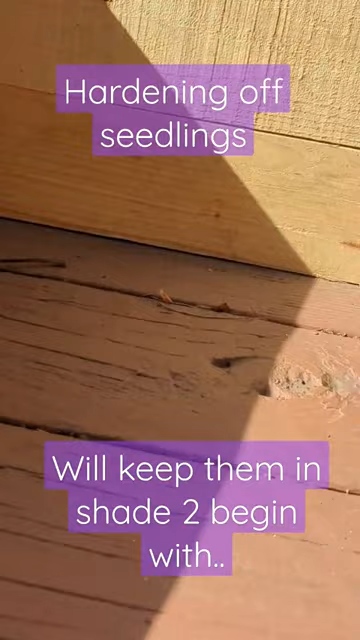 Hardening off
seedlings
Will keep them in
shade 2 begin
with..